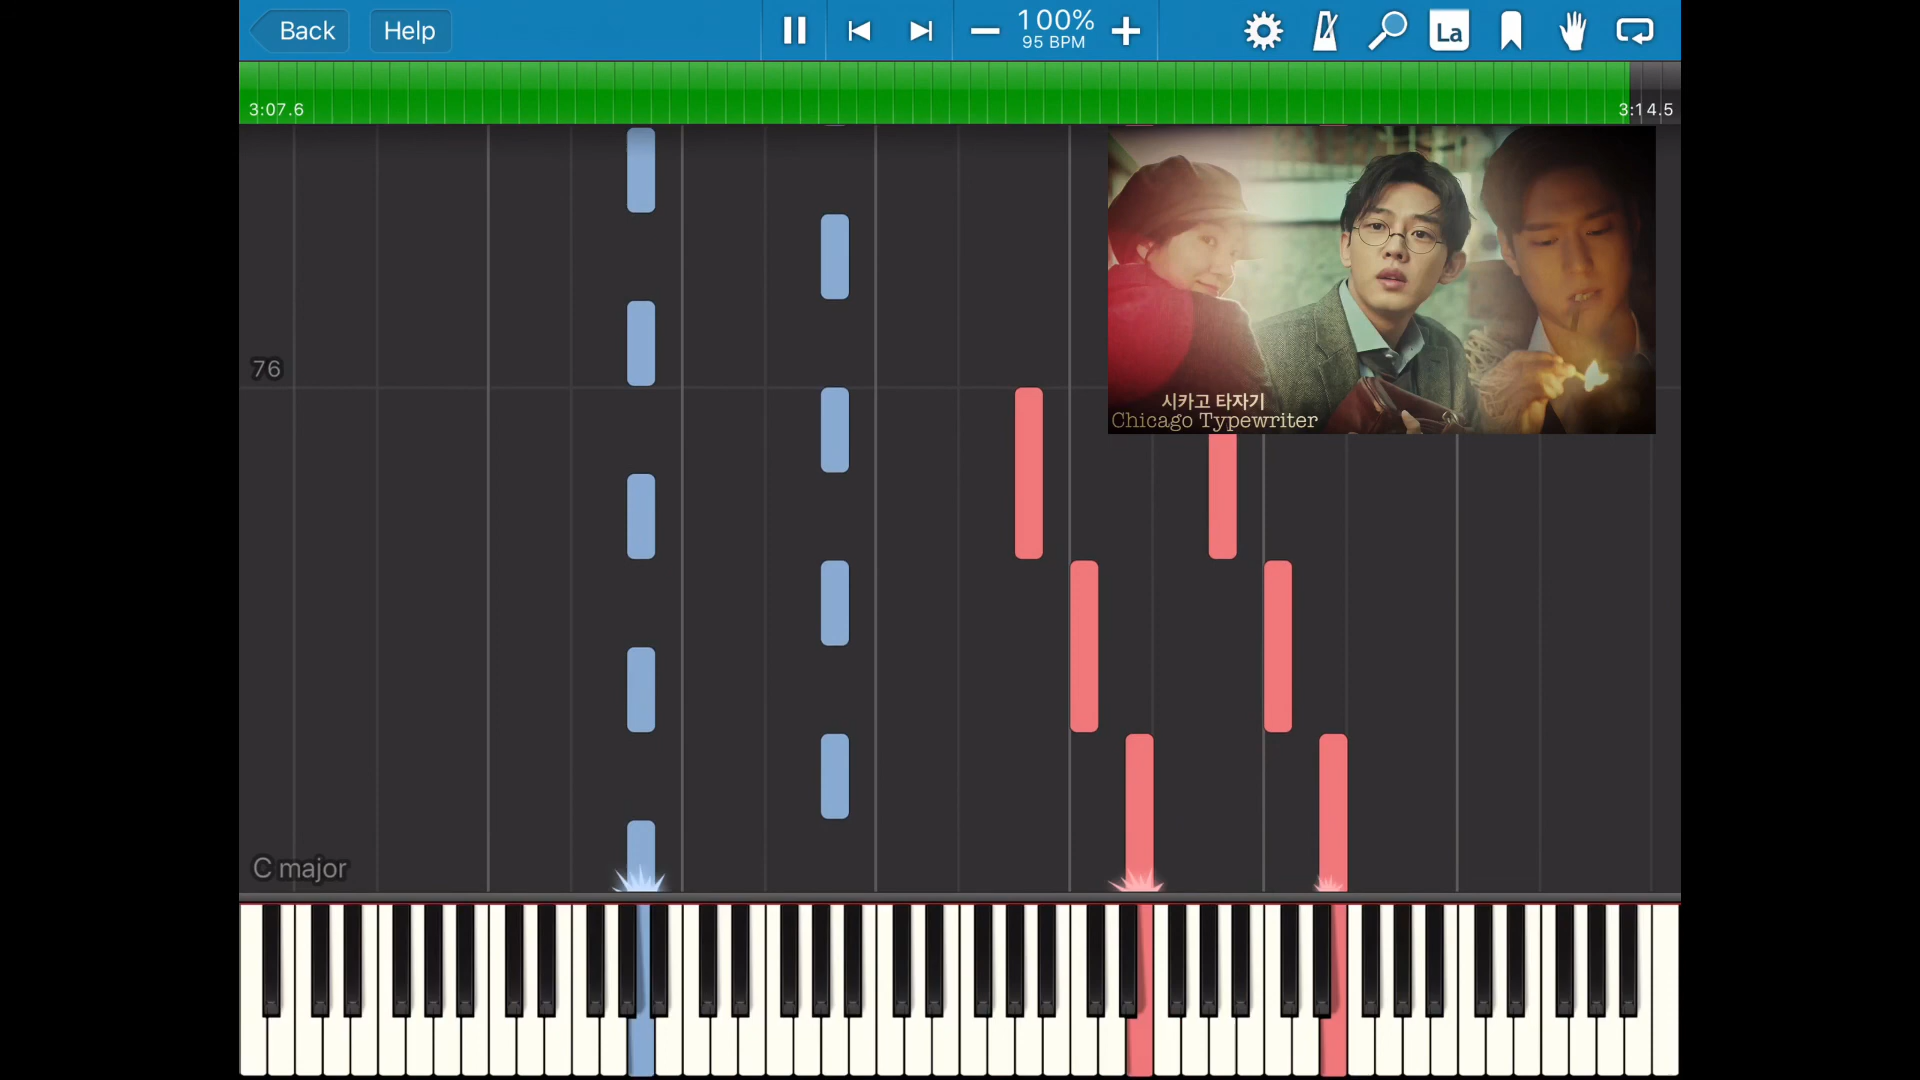 Back
Help
100%
95 BPM
La
3:07.6
3:14.5
76
시카고 타자기
Chicago Typewriter
C major